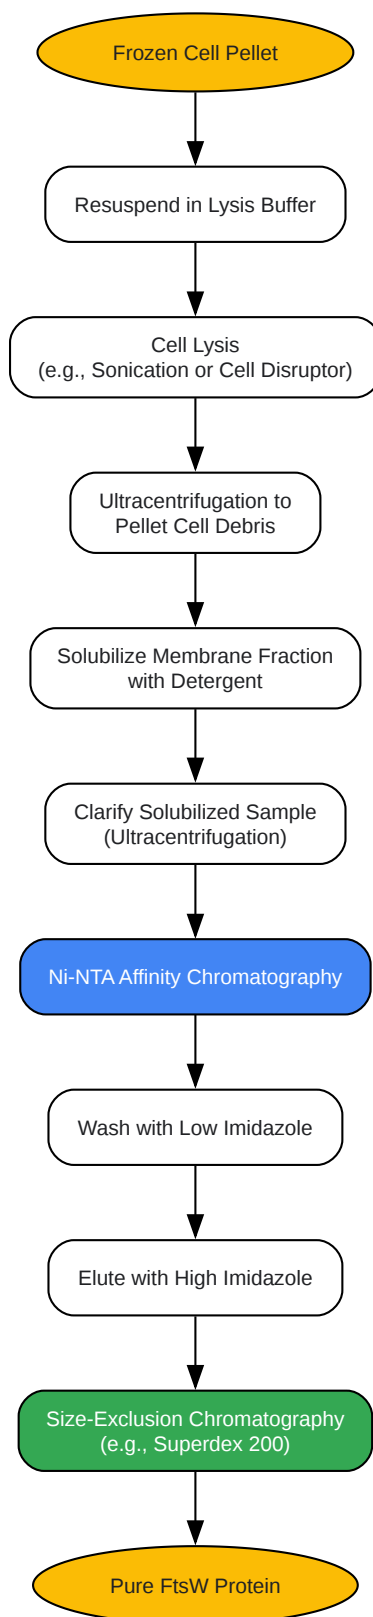 Frozen Cell Pellet
Resuspend in Lysis Buffer
Cell Lysis
(e.g., Sonication or Cell Disruptor)
Ultracentrifugation to
Pellet Cell Debris
Solubilize Membrane Fraction
with Detergent
Clarify Solubilized Sample
(Ultracentrifugation)
Ni-NTA Affinity Chromatography
Wash with Low Imidazole
Elute with High Imidazole
Size-Exclusion Chromatography
(e.g., Superdex 200)
Pure FtsW Protein